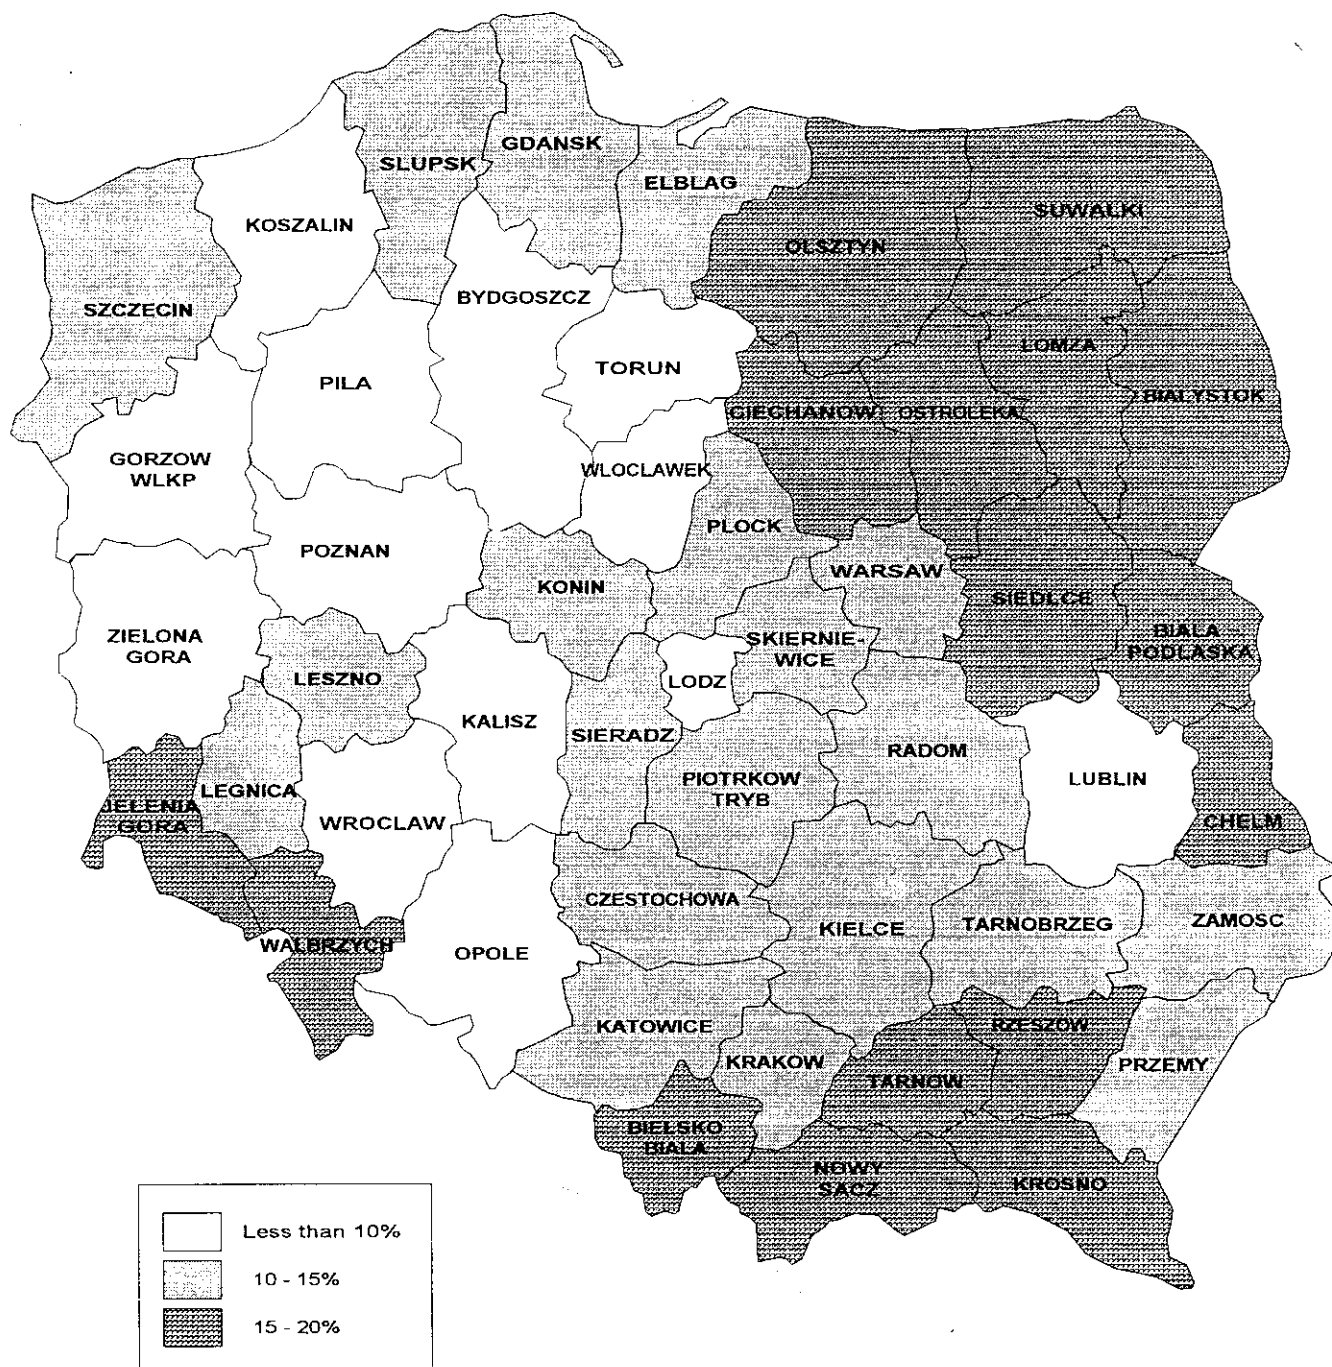 GDANSK
SLUPSK
ELBLAG
SUWALKI
KOSZALIN
OLSZTYN
BYDGOSZCZ
SZCZECIN
LOMZA
TORUN
PILA
BIALYSTOK
CIECHANOW
OSTROLEKA
GORZOW
WLKP
WLOCLAWEK
PLOCK
POZNAN
WARSAW
KONIN
SIEDLCE
ZIELONA
GORA
SKIERNIE-
WICE
BIALA
PODLASKA
LESZNO
LODZ
KALISZ
SIERADZ
RADOM
PIOTRKOW
TRYB
LUBLIN
LEGNICA
JELENIA
GORA
WROCLAW
CHELM
CZESTOCHOWA
KIELCE
TARNOBRZEG
ZAMOSC
WALBRZYCH
OPOLE
KATOWICE
RZESZOW
KRAKOW
PRZEMY
TARNOW
BIELSKO
BIALA
NOWY
SACZ
KROSNO
Less than 10%
10 - 15%
15 - 20%